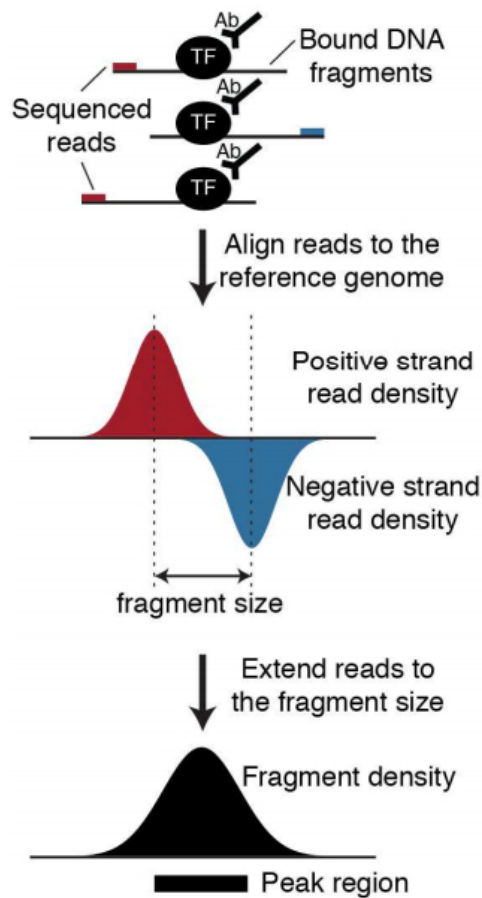 Ab
TF
Bound DNA
fragments
Sequenced
reads
Ab
TF
Ab
TF
Align reads to the
reference genome
Positive strand
read density
Negative strand
read density
fragment size
Extend reads to
the fragment size
Fragment density
Peak region